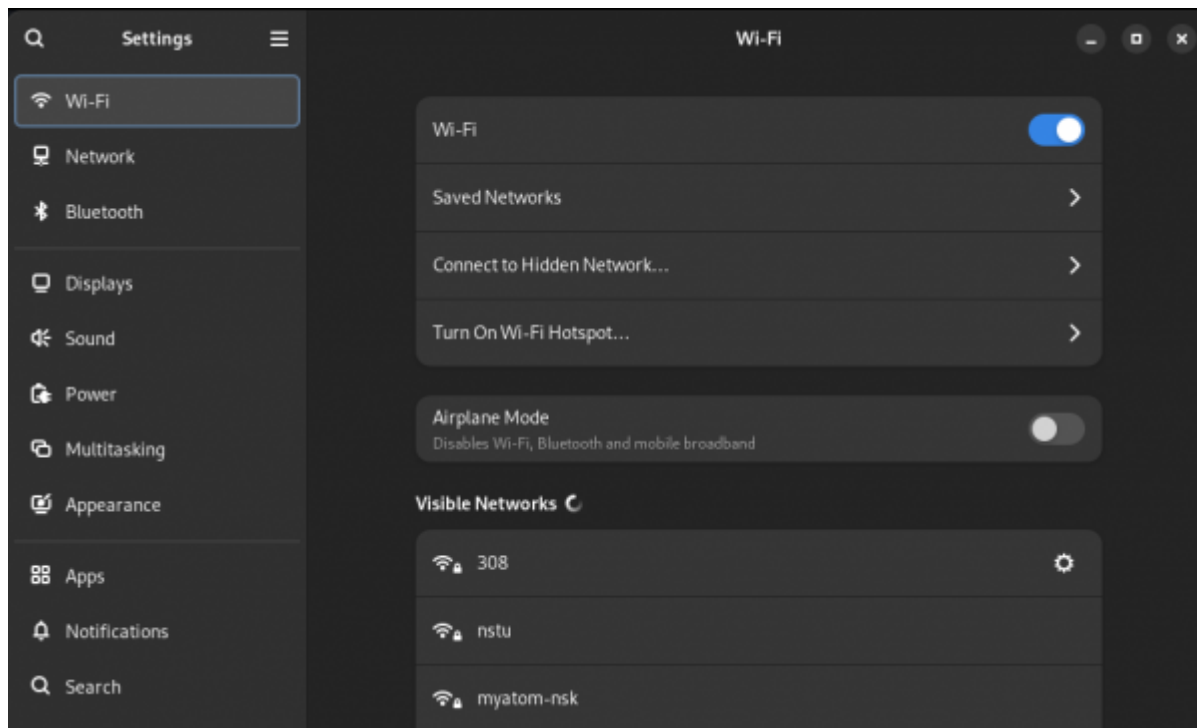 Settings
Wi-Fi
Wi-Fi
Network
Bluetooth
Displays
Sound
Power
Multitasking
Appearance
Apps
Notifications
Search
Wi-Fi
Saved Networks
Connect to Hidden Network...
Turn On Wi-Fi Hotspot...
Airplane Mode
Disables Wi-Fi, Bluetooth and mobile broadband
Visible Networks
308
nstu
myatom-nsk